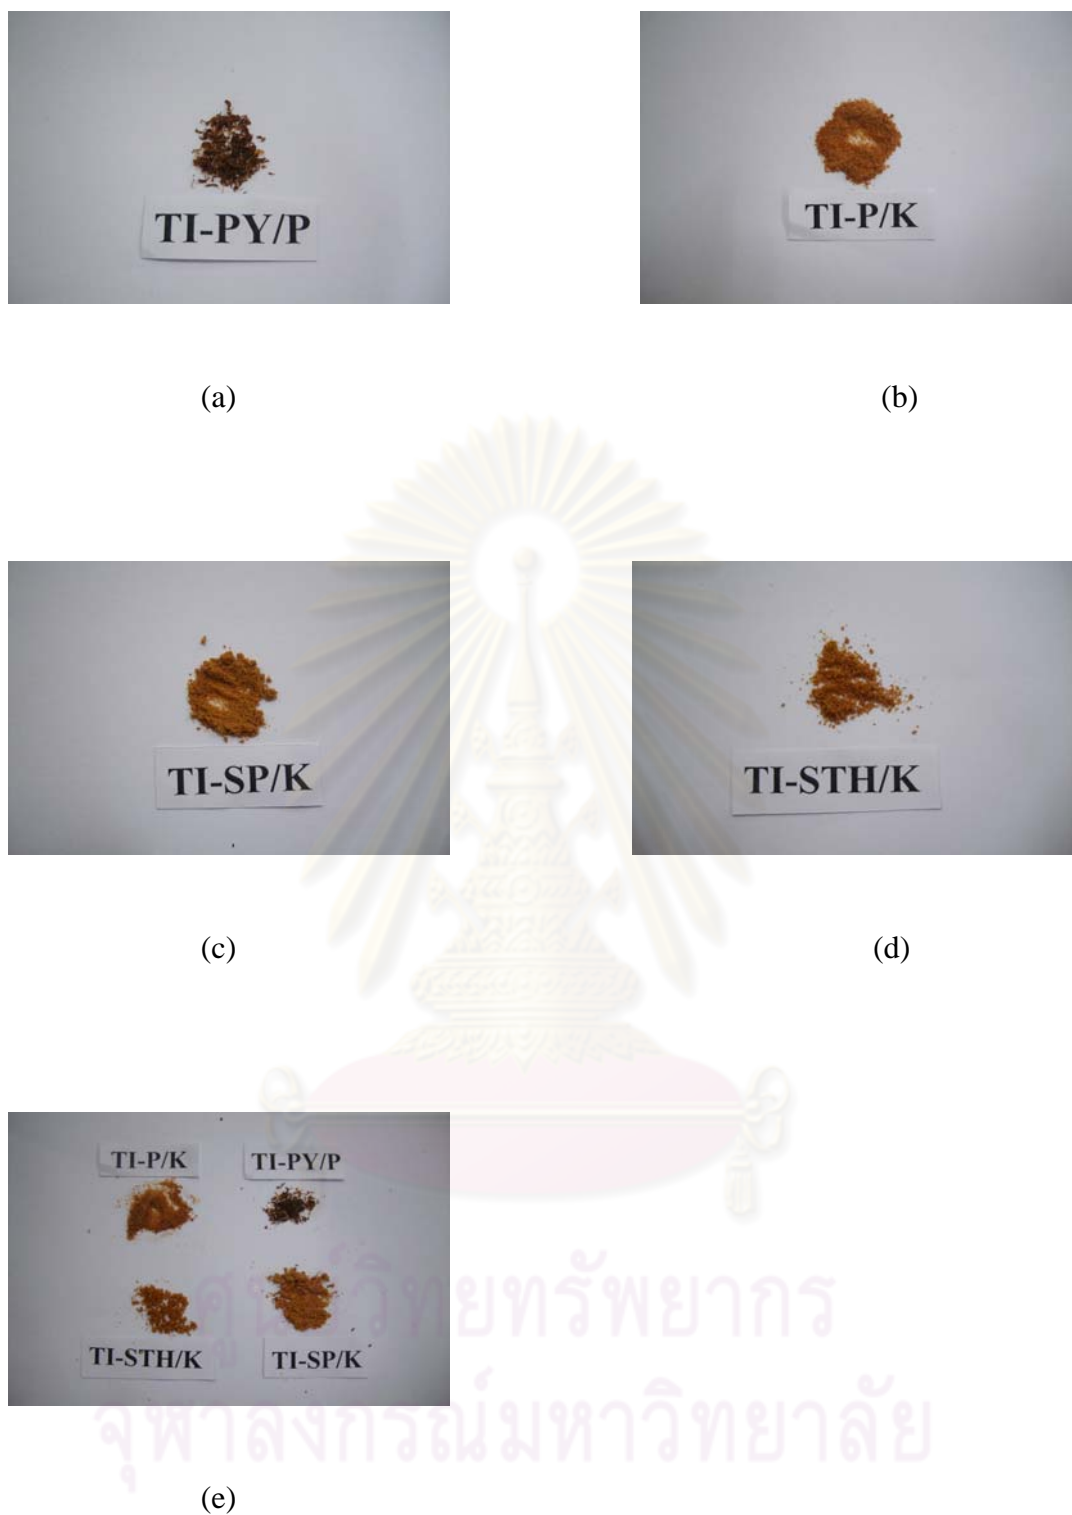 TI-PY/P
TI-P/K
(a)
(b)
TI-SP/K
TI-STH/K
(c)
(d)
TI-P/K
TI-PY/P
TI-STH/K
TI-SP/K
(e)
ศูนย์วิทยทรัพยากร
จุฬาลงกรณ์มหาวิทยาลัย